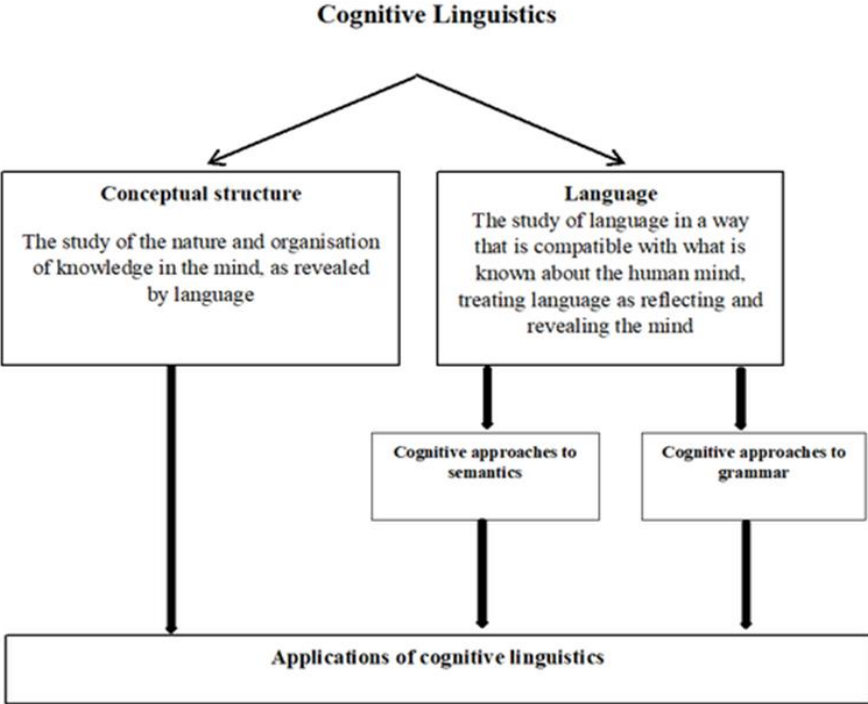 Cognitive Linguistics
Conceptual structure
The study of the nature and organisation
of knowledge in the mind, as revealed
by language
Language
The study of language in a way
that is compatible with what is
known about the human mind,
treating language as reflecting and
revealing the mind
Cognitive approaches to
semantics
Cognitive approaches to
grammar
Applications of cognitive linguistics